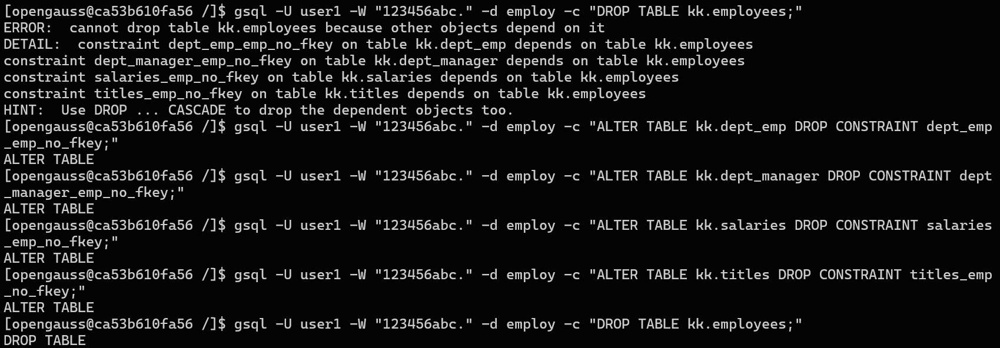 [opengauss@ca53b610fa56 /]$ gsql -U user1 -W "123456abc." -d employ -c "DROP TABLE kk.employees;"
ERROR:  cannot drop table kk.employees because other objects depend on it
DETAIL:  constraint dept_emp_emp_no_fkey on table kk.dept_emp depends on table kk.employees
constraint dept_manager_emp_no_fkey on table kk.dept_manager depends on table kk.employees
constraint salaries_emp_no_fkey on table kk.salaries depends on table kk.employees
constraint titles_emp_no_fkey on table kk.titles depends on table kk.employees
HINT:  Use DROP ... CASCADE to drop the dependent objects too.
[opengauss@ca53b610fa56 /]$ gsql -U user1 -W "123456abc." -d employ -c "ALTER TABLE kk.dept_emp DROP CONSTRAINT dept_emp
_emp_no_fkey;"
ALTER TABLE
[opengauss@ca53b610fa56 /]$ gsql -U user1 -W "123456abc." -d employ -c "ALTER TABLE kk.dept_manager DROP CONSTRAINT dept
_manager_emp_no_fkey;"
ALTER TABLE
[opengauss@ca53b610fa56 /]$ gsql -U user1 -W "123456abc." -d employ -c "ALTER TABLE kk.salaries DROP CONSTRAINT salaries
_emp_no_fkey;"
ALTER TABLE
[opengauss@ca53b610fa56 /]$ gsql -U user1 -W "123456abc." -d employ -c "ALTER TABLE kk.titles DROP CONSTRAINT titles_emp
_no_fkey;"
ALTER TABLE
[opengauss@ca53b610fa56 /]$ gsql -U user1 -W "123456abc." -d employ -c "DROP TABLE kk.employees;"
DROP TABLE